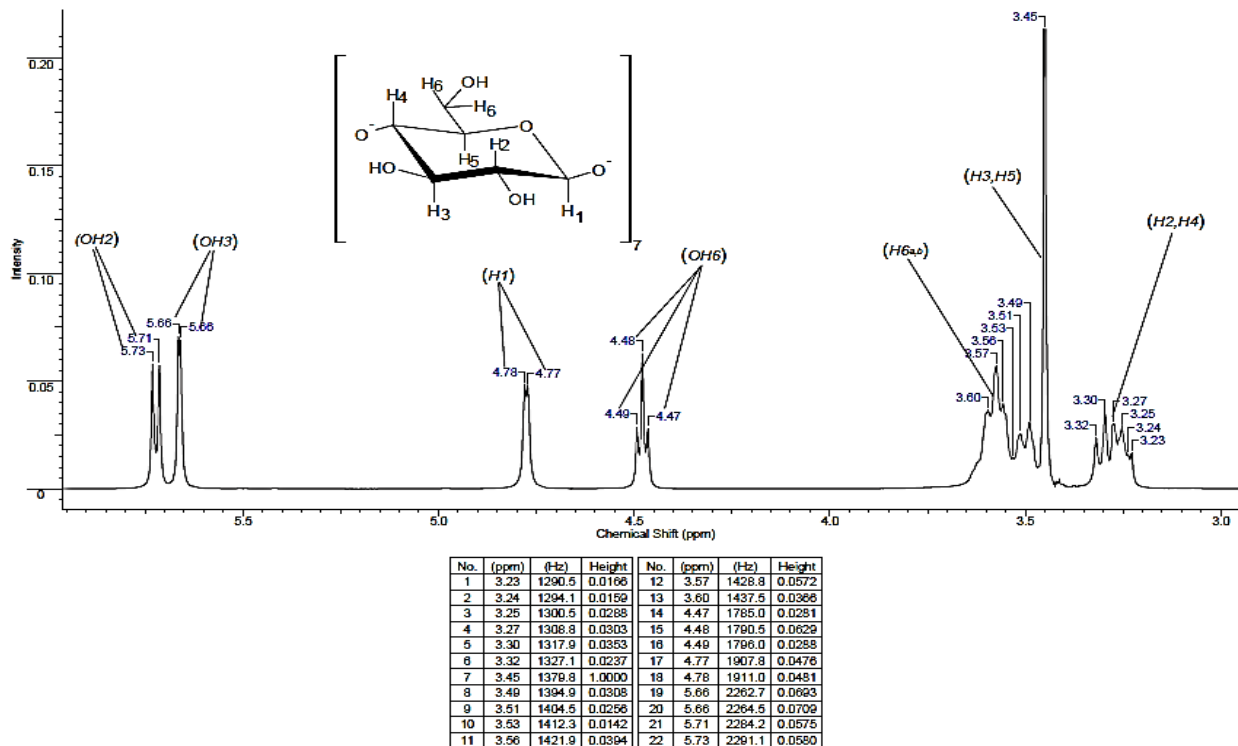 3.45
0.20
0.15
0.10
0.05
0
Intensity
H6
OH
H4
H6
O
H2
O-
H5
O-
HO
OH
H3
H1
7
(OH2)
(OH3)
(H1)
(OH6)
(H6a,b)
(H3,H5)
(H2,H4)
5.73
5.71
5.66
5.66
4.78
4.77
4.49
4.48
4.47
3.60
3.57
3.56
3.53
3.51
3.49
3.32
3.30
3.27
3.25
3.24
3.23
5.5 5.0 4.5 4.0 3.5 3.0
Chemical Shift (ppm)
No. (ppm) (Hz) Height No. (ppm) (Hz) Height
1 3.23 1290.5 0.0166 12 3.57 1428.8 0.0572
2 3.24 1294.1 0.0159 13 3.60 1437.5 0.0366
3 3.25 1300.5 0.0288 14 4.47 1785.0 0.0281
4 3.27 1308.8 0.0303 15 4.48 1790.5 0.0629
5 3.30 1317.9 0.0353 16 4.49 1796.0 0.0288
6 3.32 1327.1 0.0237 17 4.77 1907.8 0.0476
7 3.45 1379.8 1.0000 18 4.78 1911.0 0.0481
8 3.49 1394.9 0.0308 19 5.66 2262.7 0.0693
9 3.51 1404.5 0.0256 20 5.66 2264.5 0.0709
10 3.53 1412.3 0.0142 21 5.71 2284.2 0.0575
11 3.56 1421.9 0.0394 22 5.73 2291.1 0.0580